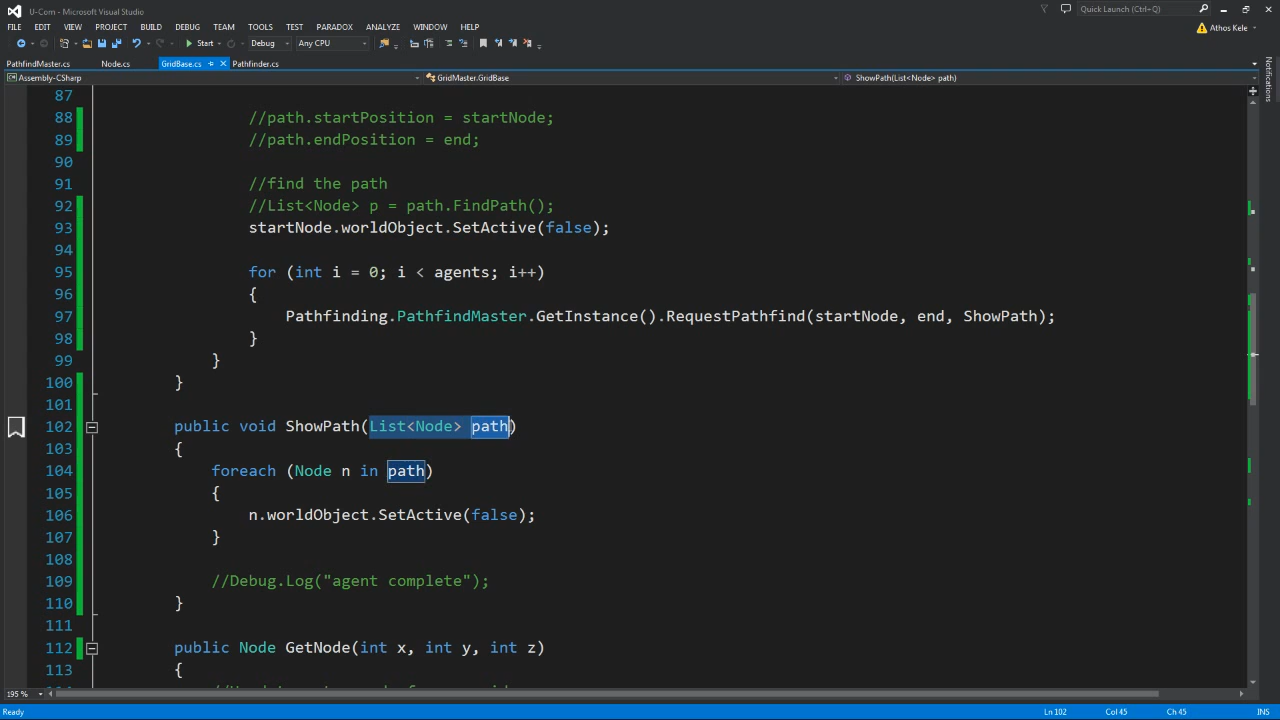 U-Com - Microsoft Visual Studio
Quick Launch (Ctrl+Q)
FILE EDIT VIEW PROJECT BUILD DEBUG TEAM TOOLS TEST PARADOX ANALYZE WINDOW HELP
Athos Kele
Start Debug Any CPU
PathfindMaster.cs Node.cs GridBase.cs Pathfinder.cs
Assembly-CSharp GridMaster.GridBase ShowPath(List<Node> path)
Notifications
87
88 //path.startPosition = startNode;
89 //path.endPosition = end;
90
91 //find the path
92 //List<Node> p = path.FindPath();
93 startNode.worldObject.SetActive(false);
94
95 for (int i = 0; i < agents; i++)
96 {
97 Pathfinding.PathfindMaster.GetInstance().RequestPathfind(startNode, end, ShowPath);
98 }
99 }
100 }
101
102 public void ShowPath(List<Node> path)
103 {
104 foreach (Node n in path)
105 {
106 n.worldObject.SetActive(false);
107 }
108
109 //Debug.Log("agent complete");
110 }
111
112 public Node GetNode(int x, int y, int z)
113 {
195 %
Ready Ln 102 Col 45 Ch 45 INS